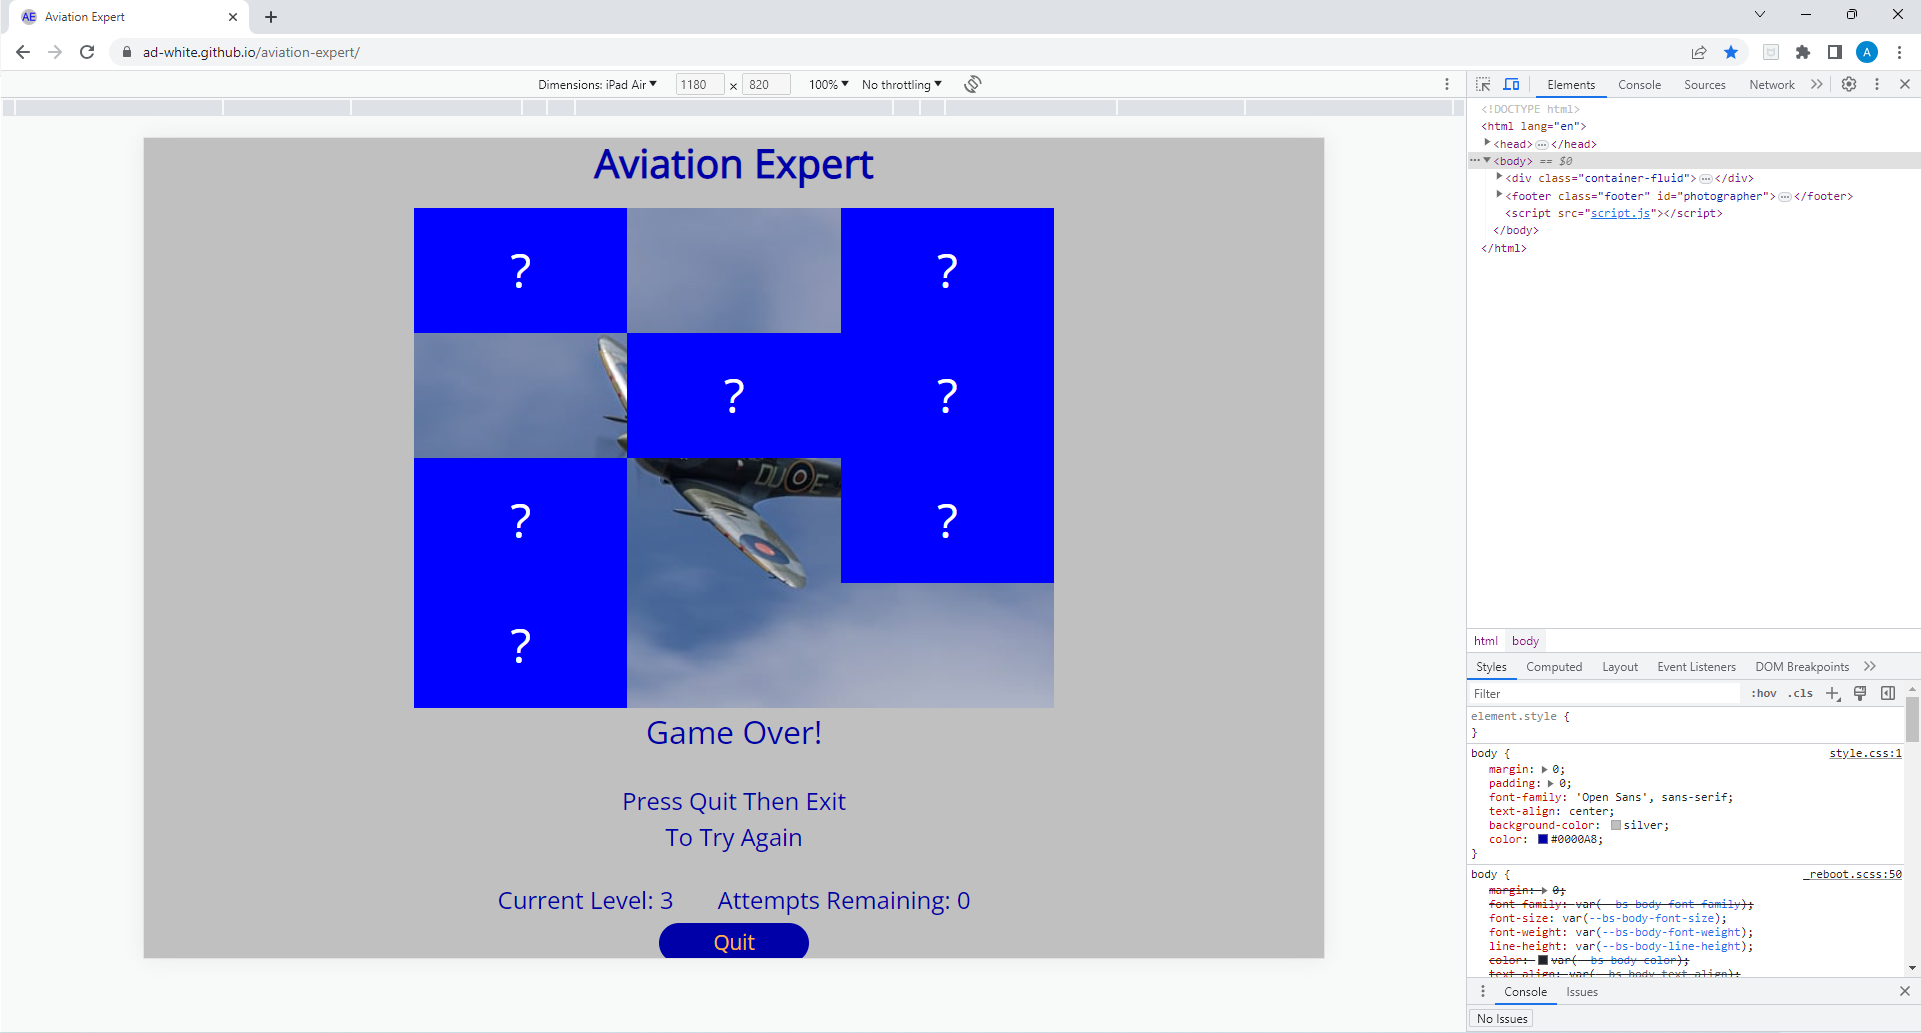 AE Aviation Expert
ad-white.github.io/aviation-expert/
A
Dimensions: iPad Air 1180 x 820 100% No throttling
Aviation Expert
? ?
? ?
DU E
? ?
?
Game Over!
Press Quit Then Exit
To Try Again
Current Level: 3 Attempts Remaining: 0
Quit
Elements Console Sources Network
<!DOCTYPE html>
<html lang="en">
<head> ··· </head>
··· <body> == $0
<div class="container-fluid"> ··· </div>
<footer class="footer" id="photographer"> ··· </footer>
<script src="script.js"></script>
</body>
</html>
html body
Styles Computed Layout Event Listeners DOM Breakpoints
Filter :hov .cls
element.style {
}
body { style.css:1
margin: 0;
padding: 0;
font-family: 'Open Sans', sans-serif;
text-align: center;
background-color: silver;
color: #0000A8;
}
body { _reboot.scss:50
margin: 0;
font-family: var(--bs-body-font-family);
font-size: var(--bs-body-font-size);
font-weight: var(--bs-body-font-weight);
line-height: var(--bs-body-line-height);
color: var(--bs-body-color);
text-align: var(--bs-body-text-align);
Console Issues
No Issues